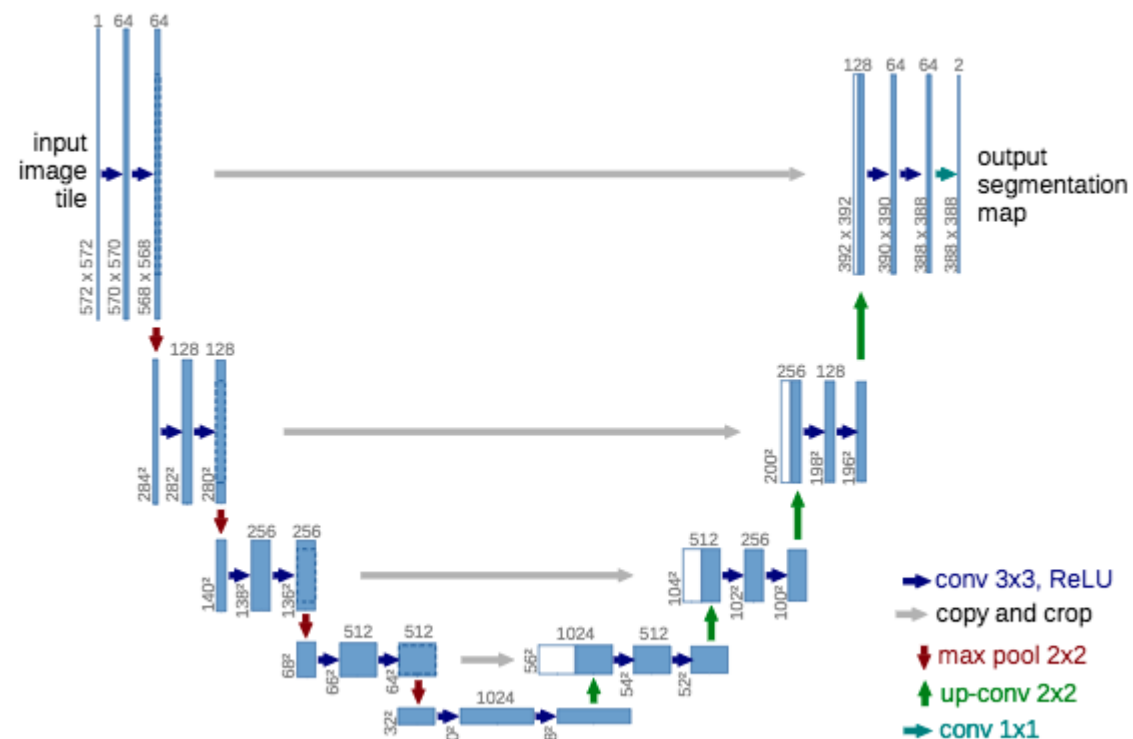 1 64 64
128 64 64 2
input
image
tile
output
segmentation
map
572 x 572
570 x 570
568 x 568
392 x 392
390 x 390
388 x 388
388 x 388
128 128
256 128
284²
282²
280²
200²
198²
196²
256 256
512 256
140²
138²
136²
104²
102²
100²
conv 3x3, ReLU
copy and crop
512 512
1024 512
68²
66²
64²
56²
54²
52²
max pool 2x2
up-conv 2x2
1024
32²
conv 1x1